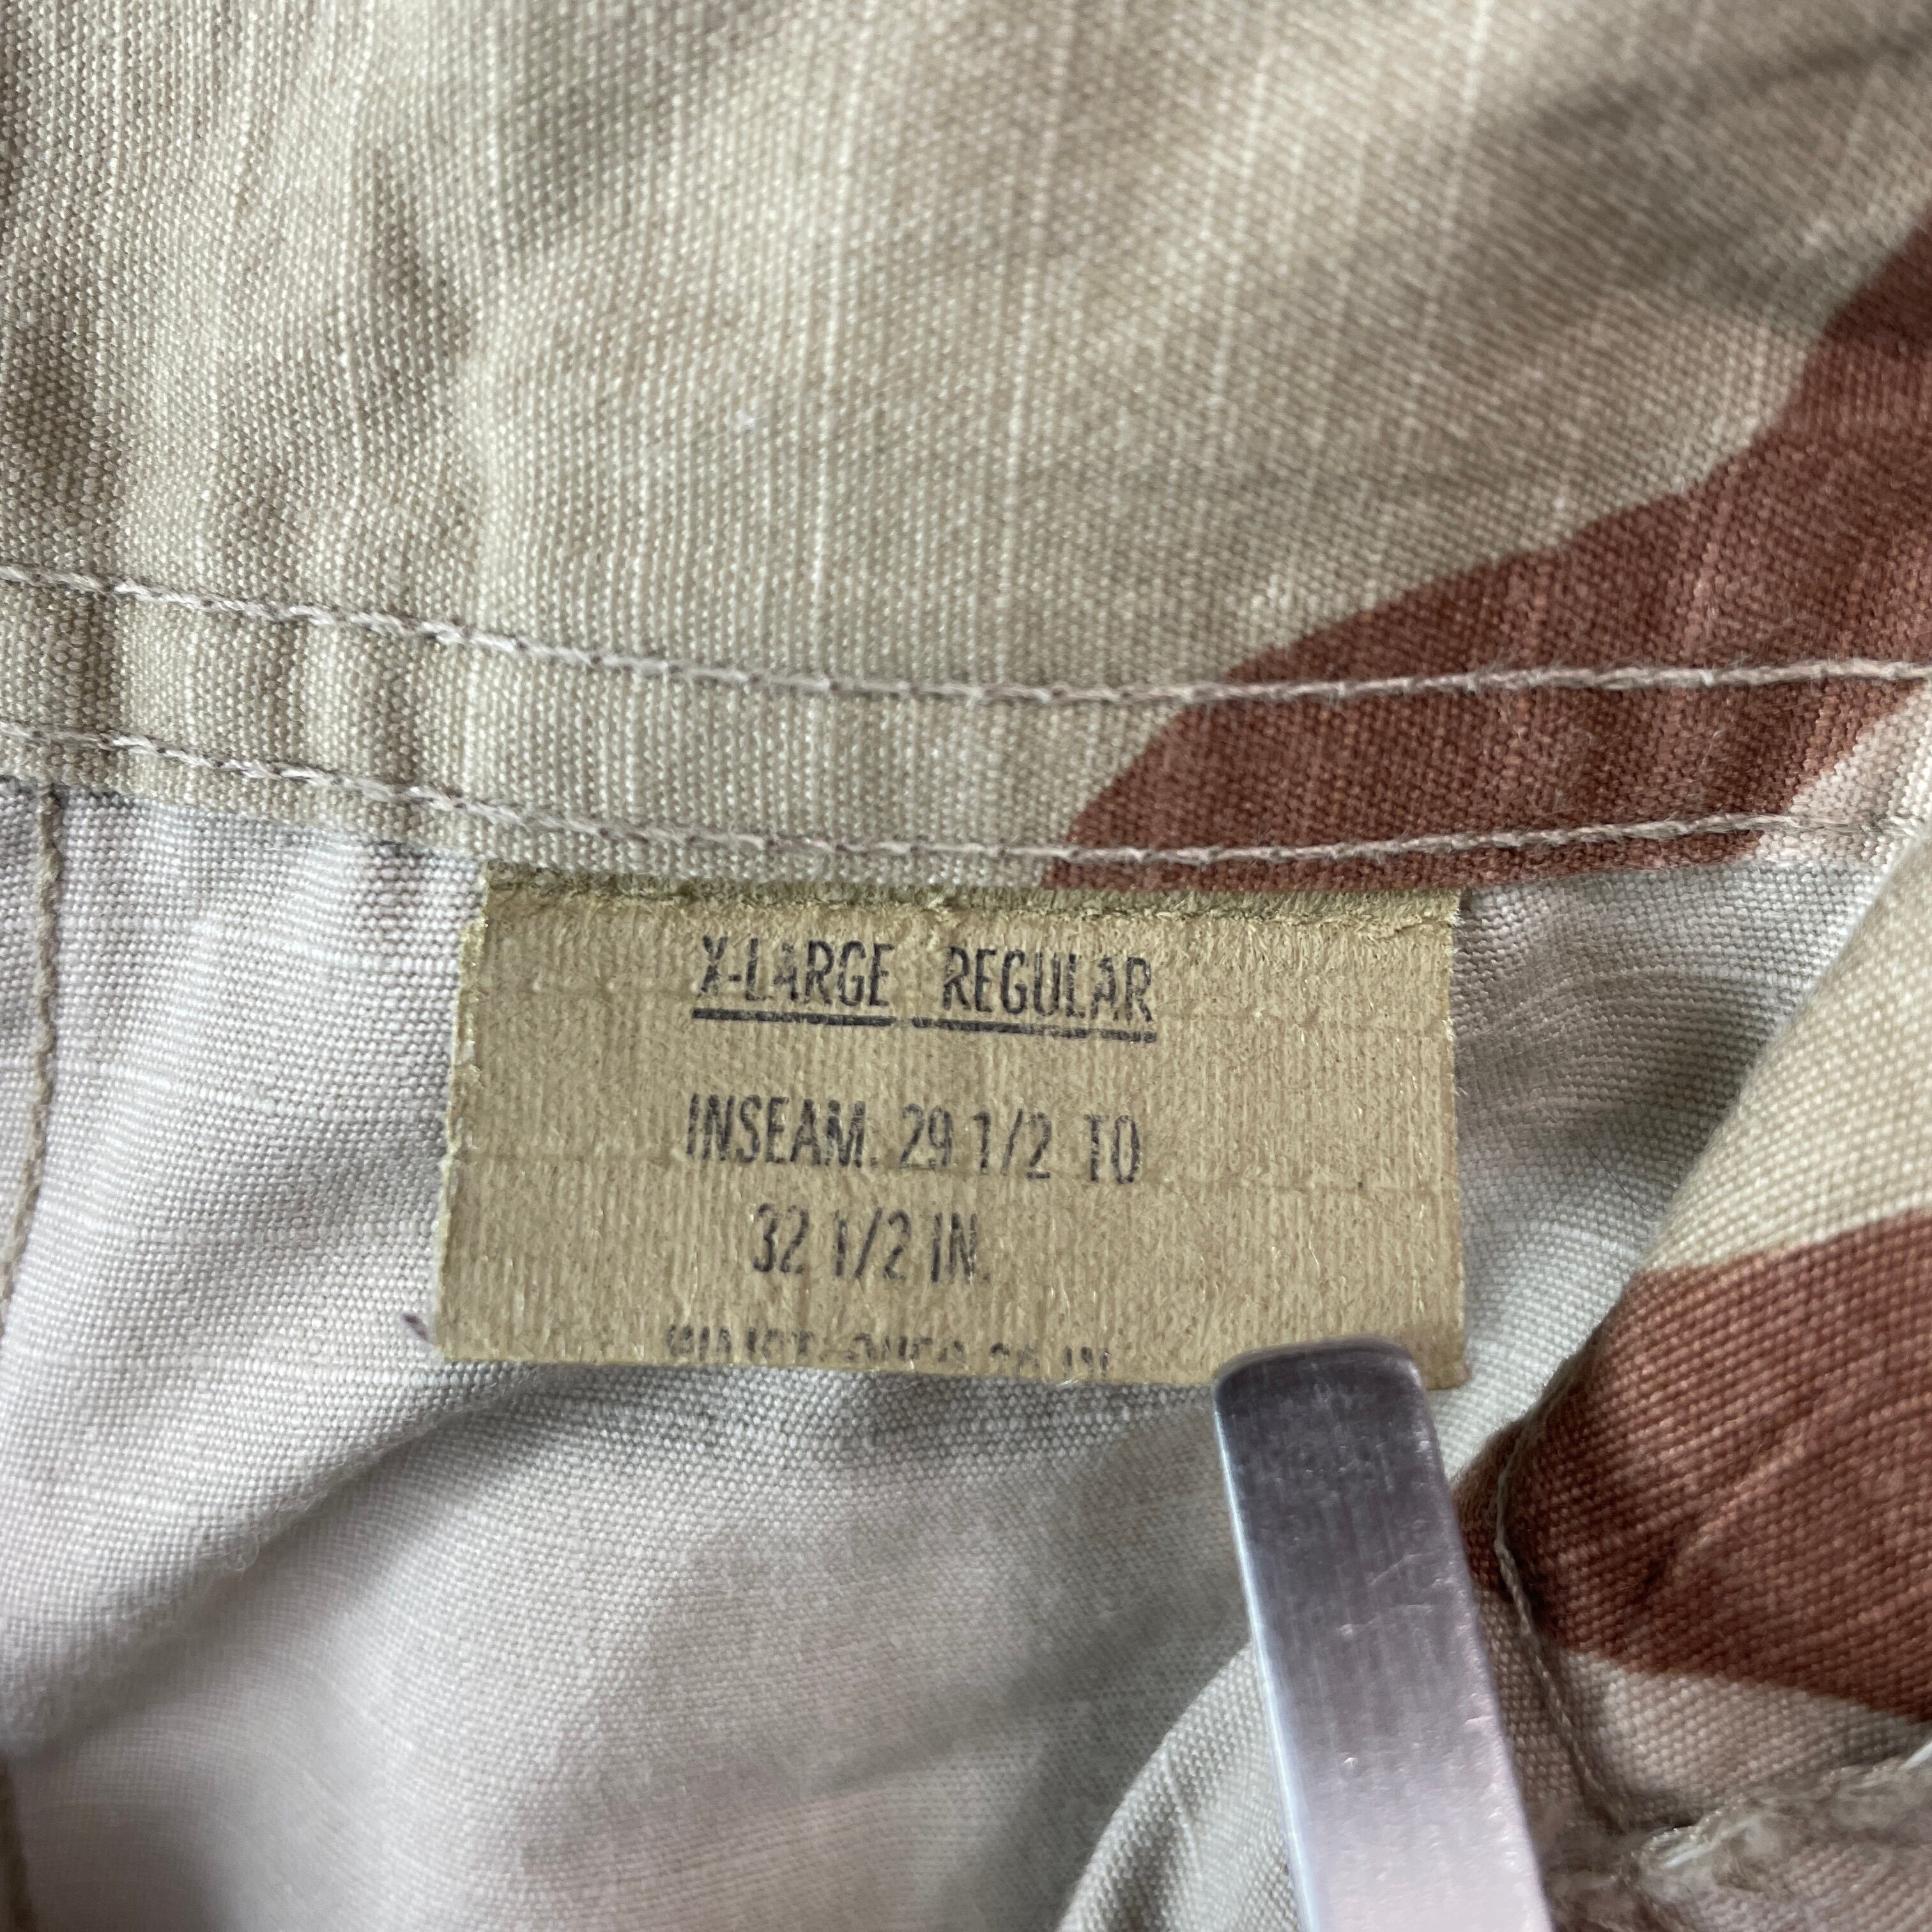 X-LARGE REGULAR
INSEAM. 29 1/2 TO
32 1/2 IN.